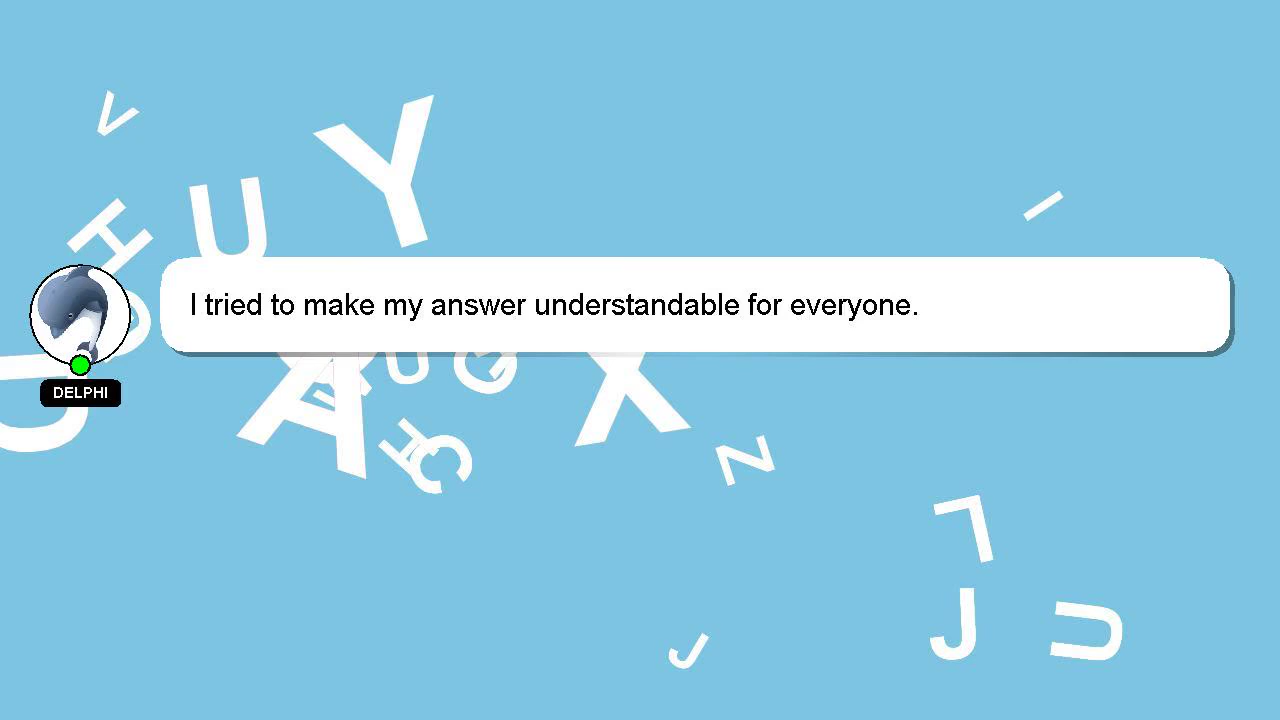 V
Y
U
H
I
I tried to make my answer understandable for everyone.
DELPHI
U
G
A
X
H
C
N
L
J
U
J